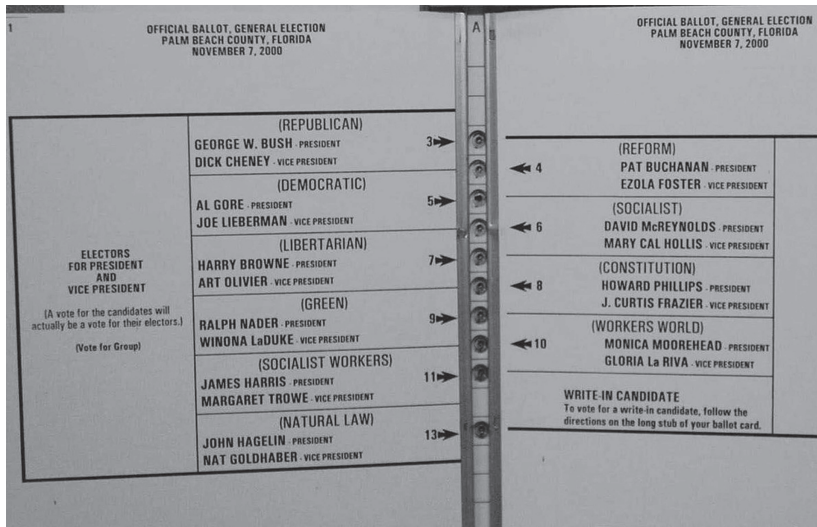 1
OFFICIAL BALLOT, GENERAL ELECTION
PALM BEACH COUNTY, FLORIDA
NOVEMBER 7, 2000
ELECTORS
FOR PRESIDENT
AND
VICE PRESIDENT
(A vote for the candidates will
actually be a vote for their electors.)
(Vote for Group)
(REPUBLICAN)
GEORGE W. BUSH - PRESIDENT
DICK CHENEY - VICE PRESIDENT
3
(DEMOCRATIC)
AL GORE - PRESIDENT
JOE LIEBERMAN - VICE PRESIDENT
5
(LIBERTARIAN)
HARRY BROWNE - PRESIDENT
ART OLIVIER - VICE PRESIDENT
7
(GREEN)
RALPH NADER - PRESIDENT
WINONA LaDUKE - VICE PRESIDENT
9
(SOCIALIST WORKERS)
JAMES HARRIS - PRESIDENT
MARGARET TROWE - VICE PRESIDENT
11
(NATURAL LAW)
JOHN HAGELIN - PRESIDENT
NAT GOLDHABER - VICE PRESIDENT
13
A
OFFICIAL BALLOT, GENERAL ELECTION
PALM BEACH COUNTY, FLORIDA
NOVEMBER 7, 2000
(REFORM)
4 PAT BUCHANAN - PRESIDENT
EZOLA FOSTER - VICE PRESIDENT
(SOCIALIST)
6 DAVID McREYNOLDS - PRESIDENT
MARY CAL HOLLIS - VICE PRESIDENT
(CONSTITUTION)
8 HOWARD PHILLIPS - PRESIDENT
J. CURTIS FRAZIER - VICE PRESIDENT
(WORKERS WORLD)
10 MONICA MOOREHEAD - PRESIDENT
GLORIA La RIVA - VICE PRESIDENT
WRITE-IN CANDIDATE
To vote for a write-in candidate, follow the
directions on the long stub of your ballot card.